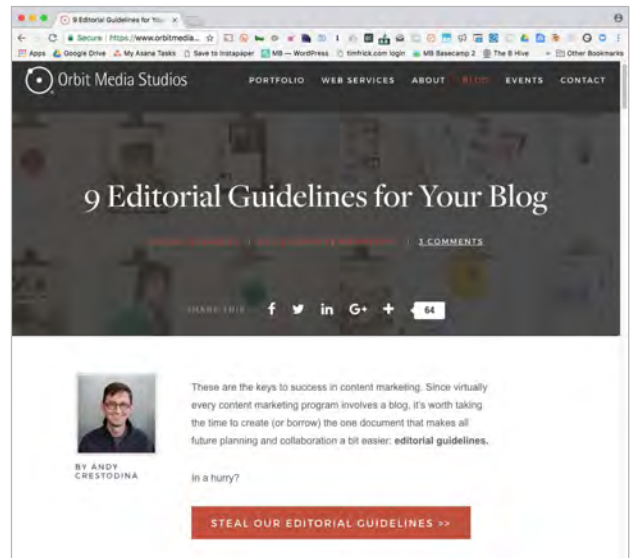 9 Editorial Guidelines for You
Secure https://www.orbitmedia...
Apps Google Drive My Asana Tasks Save to Instapaper MB — WordPress timfrick.com login MB Basecamp 2 The B Hive » Other Bookmarks
Orbit Media Studios PORTFOLIO WEB SERVICES ABOUT BLOG EVENTS CONTACT
9 Editorial Guidelines for Your Blog
3 COMMENTS
SHARE THIS f in G+ + 64
These are the keys to success in content marketing. Since virtually
every content marketing program involves a blog, it's worth taking
the time to create (or borrow) the one document that makes all
future planning and collaboration a bit easier: editorial guidelines.
BY ANDY
CRESTODINA
In a hurry?
STEAL OUR EDITORIAL GUIDELINES >>